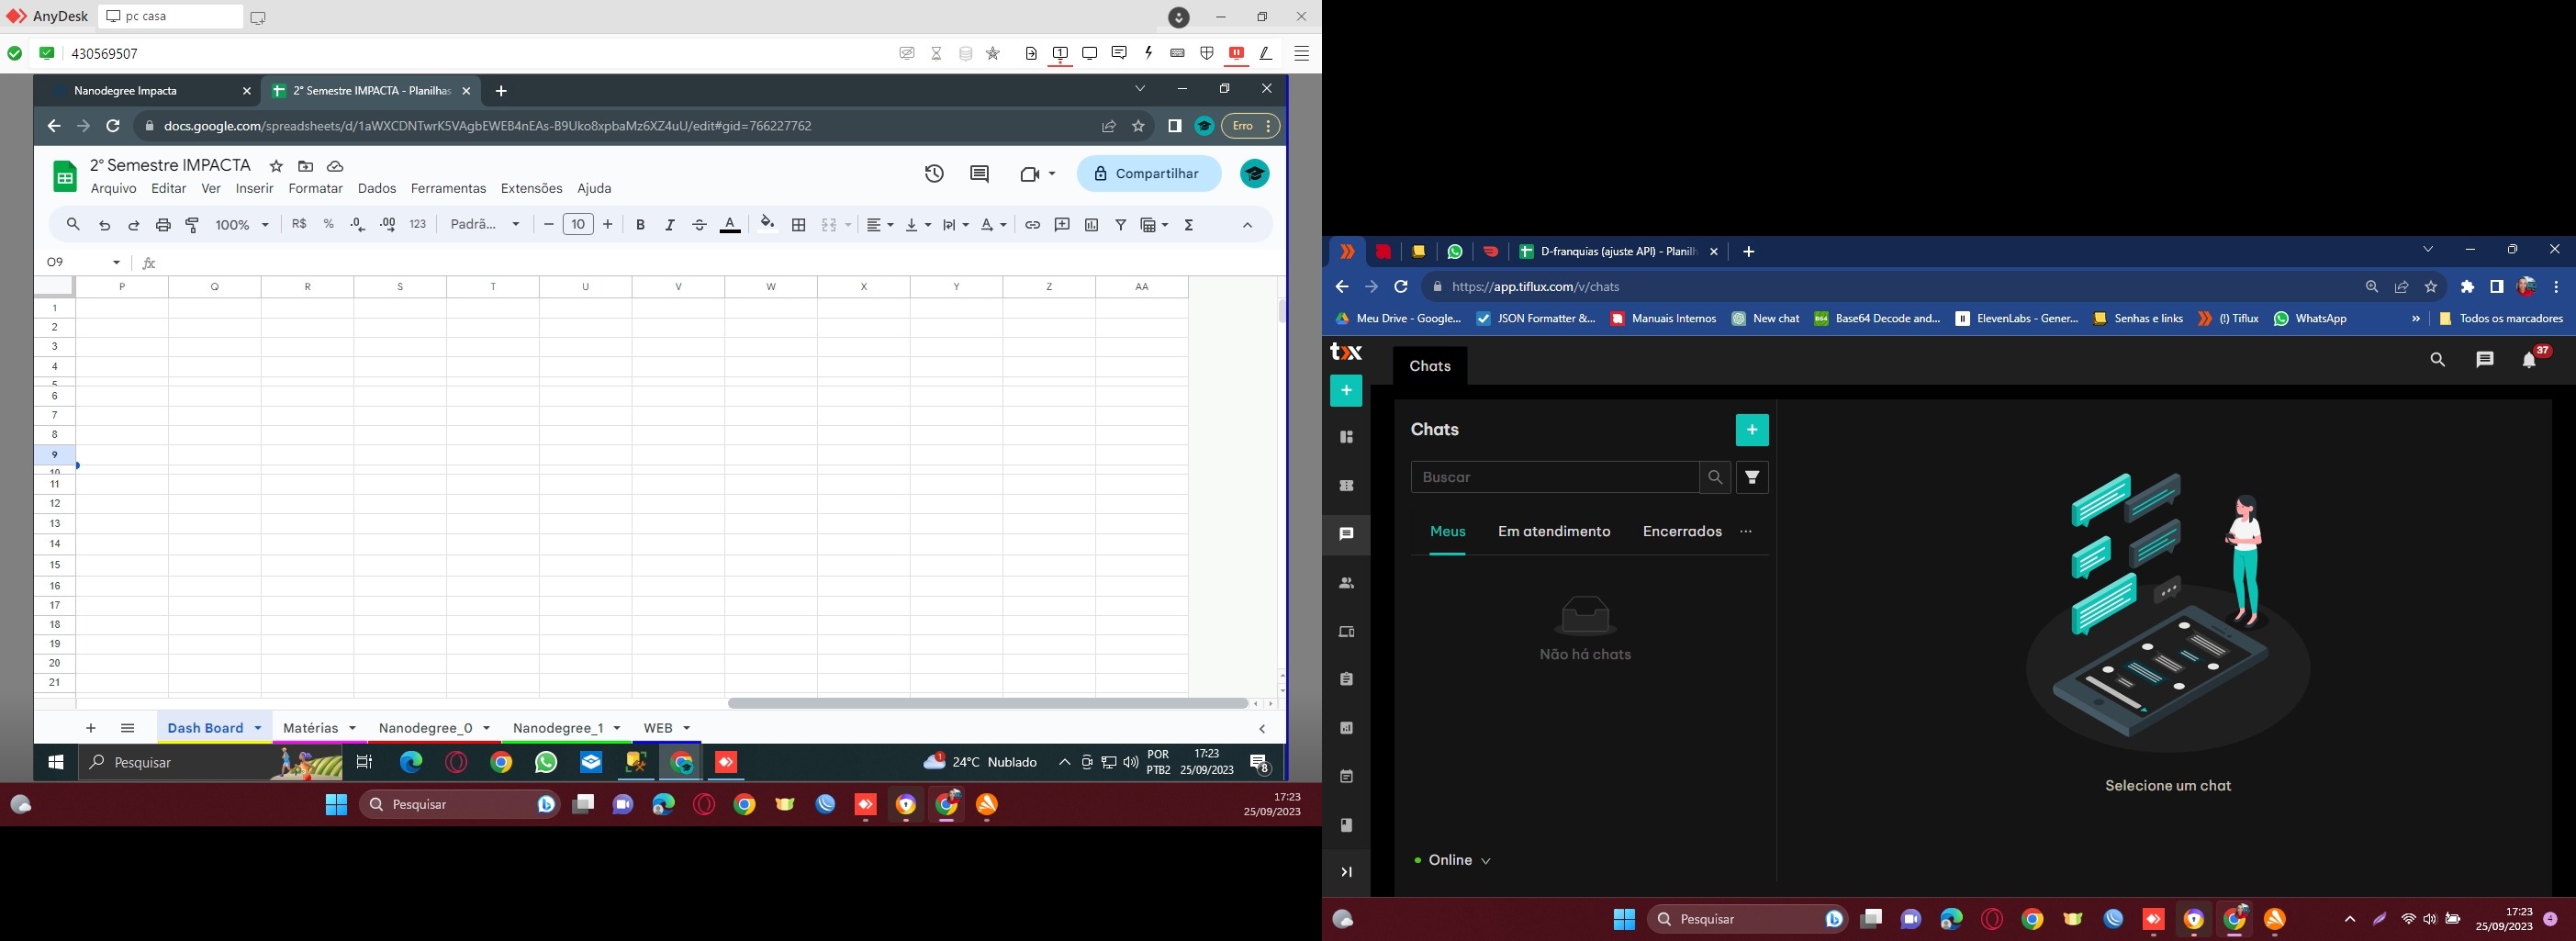 AnyDesk
pc casa
430569507
Nanodegree Impacta
2° Semestre IMPACTA - Planilhas
docs.google.com/spreadsheets/d/1aWXCDNTwrK5VAgbEWEB4nEAs-B9Uko8xpbaMz6XZ4uU/edit#gid=766227762
Erro
2° Semestre IMPACTA
Compartilhar
Arquivo Editar Ver Inserir Formatar Dados Ferramentas Extensões Ajuda
100% R$ % .0 .00 123 Padrã... 10 B I A
O9 fx
P Q R S T U V W X Y Z AA
1
2
3
4
5
6
7
8
9
10
11
12
13
14
15
16
17
18
19
20
21
Dash Board Matérias Nanodegree_0 Nanodegree_1 WEB
Pesquisar
1
24°C Nublado
POR
PTB2
17:23
25/09/2023
8
Pesquisar
17:23
25/09/2023
D-franquias (ajuste API) - Planilh
https://app.tiflux.com/v/chats
Meu Drive - Google... JSON Formatter &... Manuais Internos New chat Base64 Decode and... ElevenLabs - Gener... Senhas e links (!) Tiflux WhatsApp » Todos os marcadores
Chats
37
Chats
Buscar
Meus Em atendimento Encerrados ...
Não há chats
Selecione um chat
Online
Pesquisar
17:23
25/09/2023
4